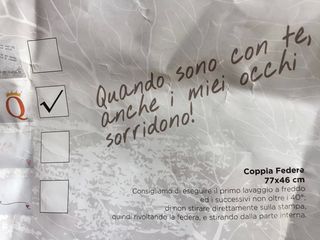 Quando sono con te,
anche i miei occhi
sorridono!
Q
Coppia Federe
77x46 cm
Consigliamo di eseguire il primo lavaggio a freddo
ed i successivi non oltre i 40°,
di non stirare direttamente sulla stampa,
quindi rivoltando la federa, e stirando dalla parte interna.